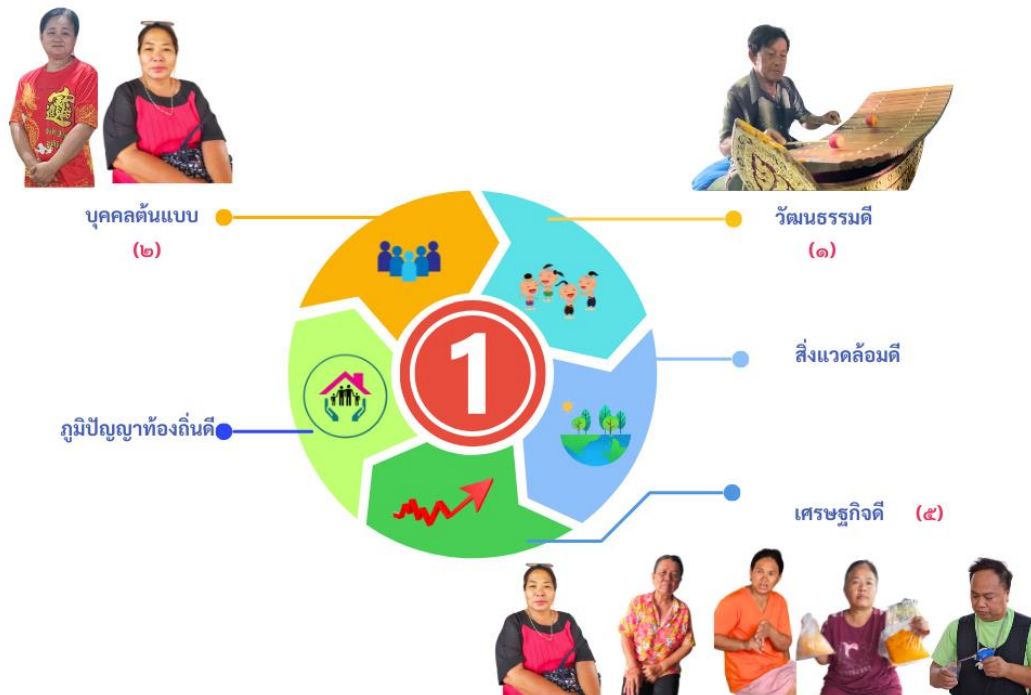 บุคคลต้นแบบ
(๒)
วัฒนธรรมดี
(๑)
สิ่งแวดล้อมดี
1
ภูมิปัญญาท้องถิ่นดี
เศรษฐกิจดี (๕)